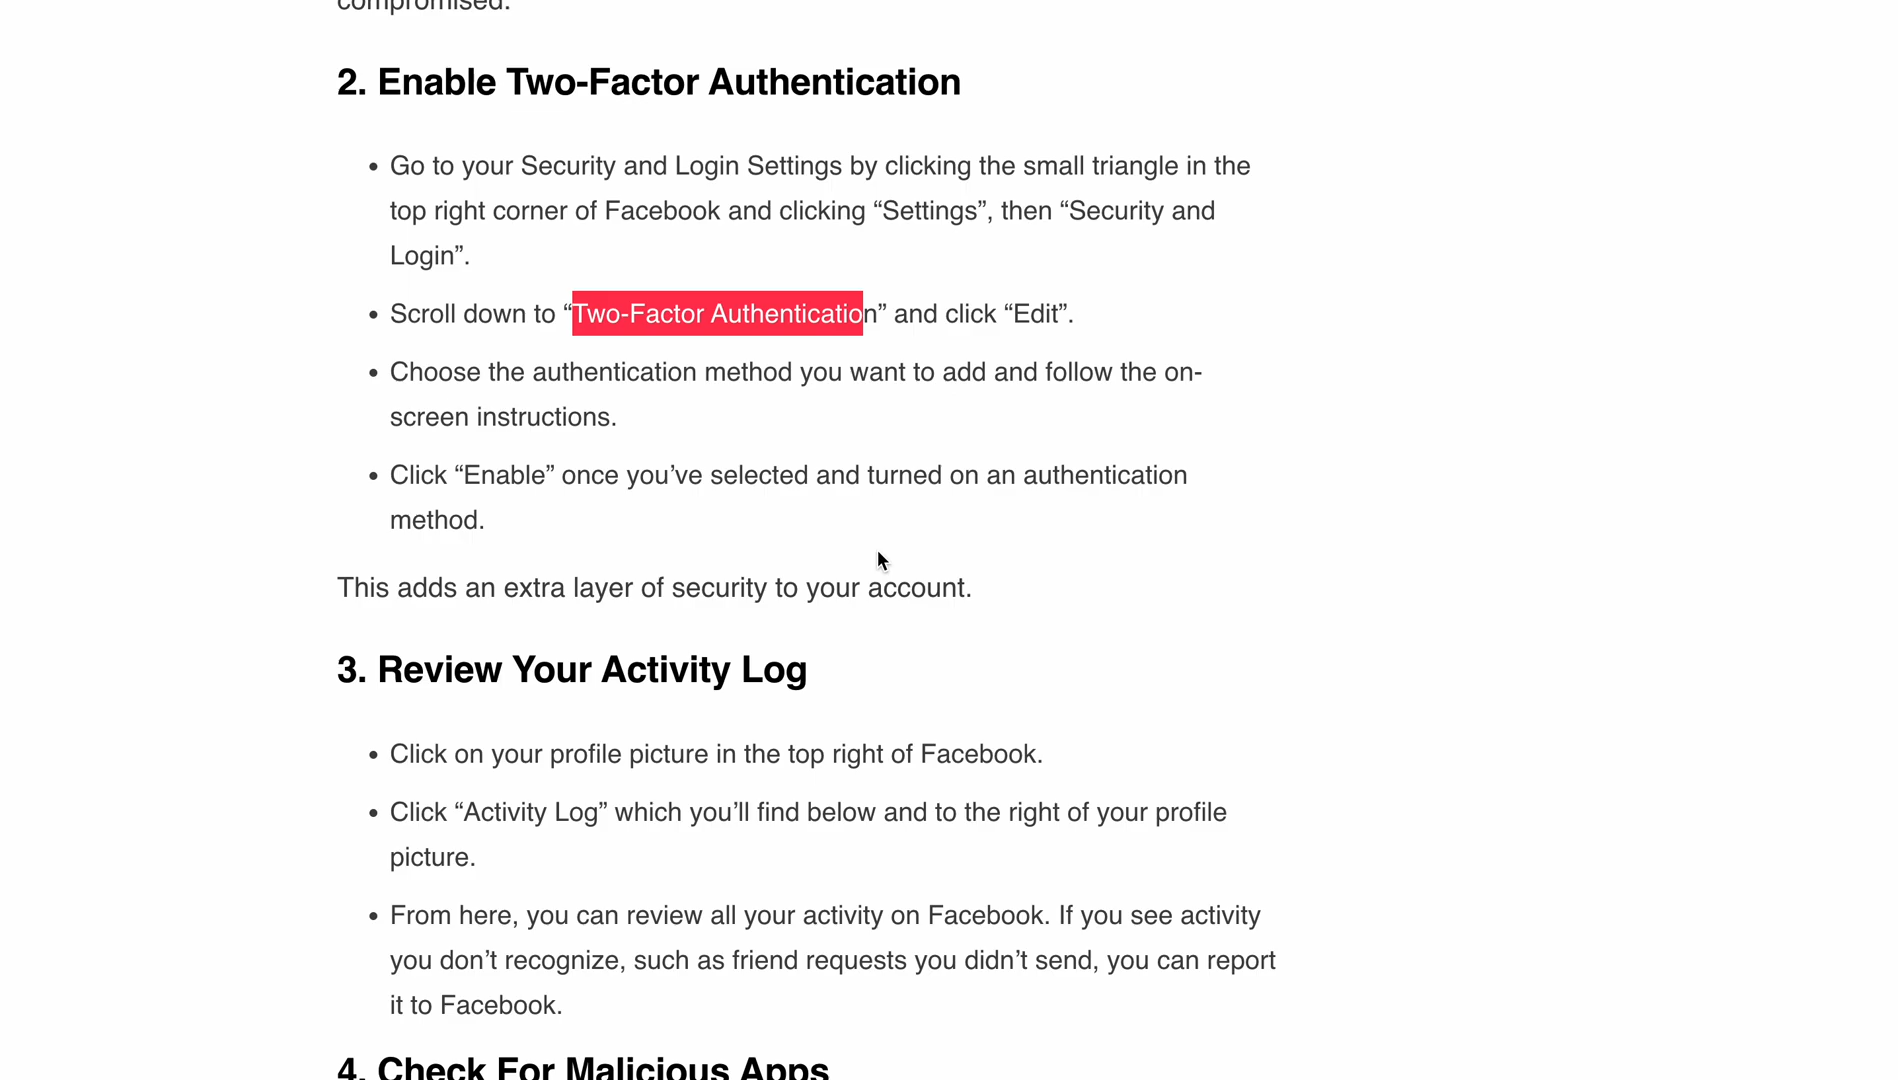 compromised.
2. Enable Two-Factor Authentication
• Go to your Security and Login Settings by clicking the small triangle in the
top right corner of Facebook and clicking “Settings”, then “Security and
Login”.
• Scroll down to “Two-Factor Authentication” and click “Edit”.
• Choose the authentication method you want to add and follow the on-
screen instructions.
• Click “Enable” once you’ve selected and turned on an authentication
method.
This adds an extra layer of security to your account.
3. Review Your Activity Log
• Click on your profile picture in the top right of Facebook.
• Click “Activity Log” which you’ll find below and to the right of your profile
picture.
• From here, you can review all your activity on Facebook. If you see activity
you don’t recognize, such as friend requests you didn’t send, you can report
it to Facebook.
4. Check For Malicious Apps